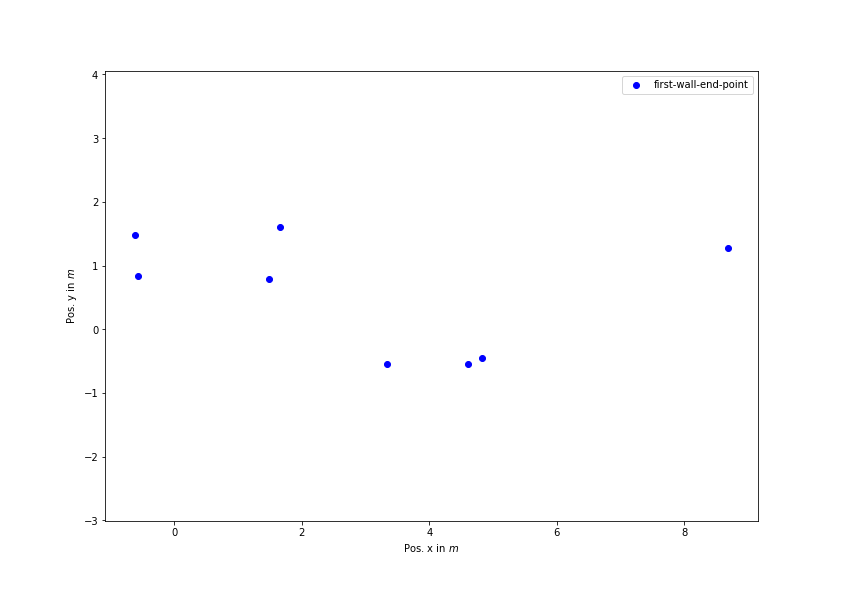 first-wall-end-point
4
3
2
1
0
−1
−2
−3
Pos. y in m
0 2 4 6 8
Pos. x in m